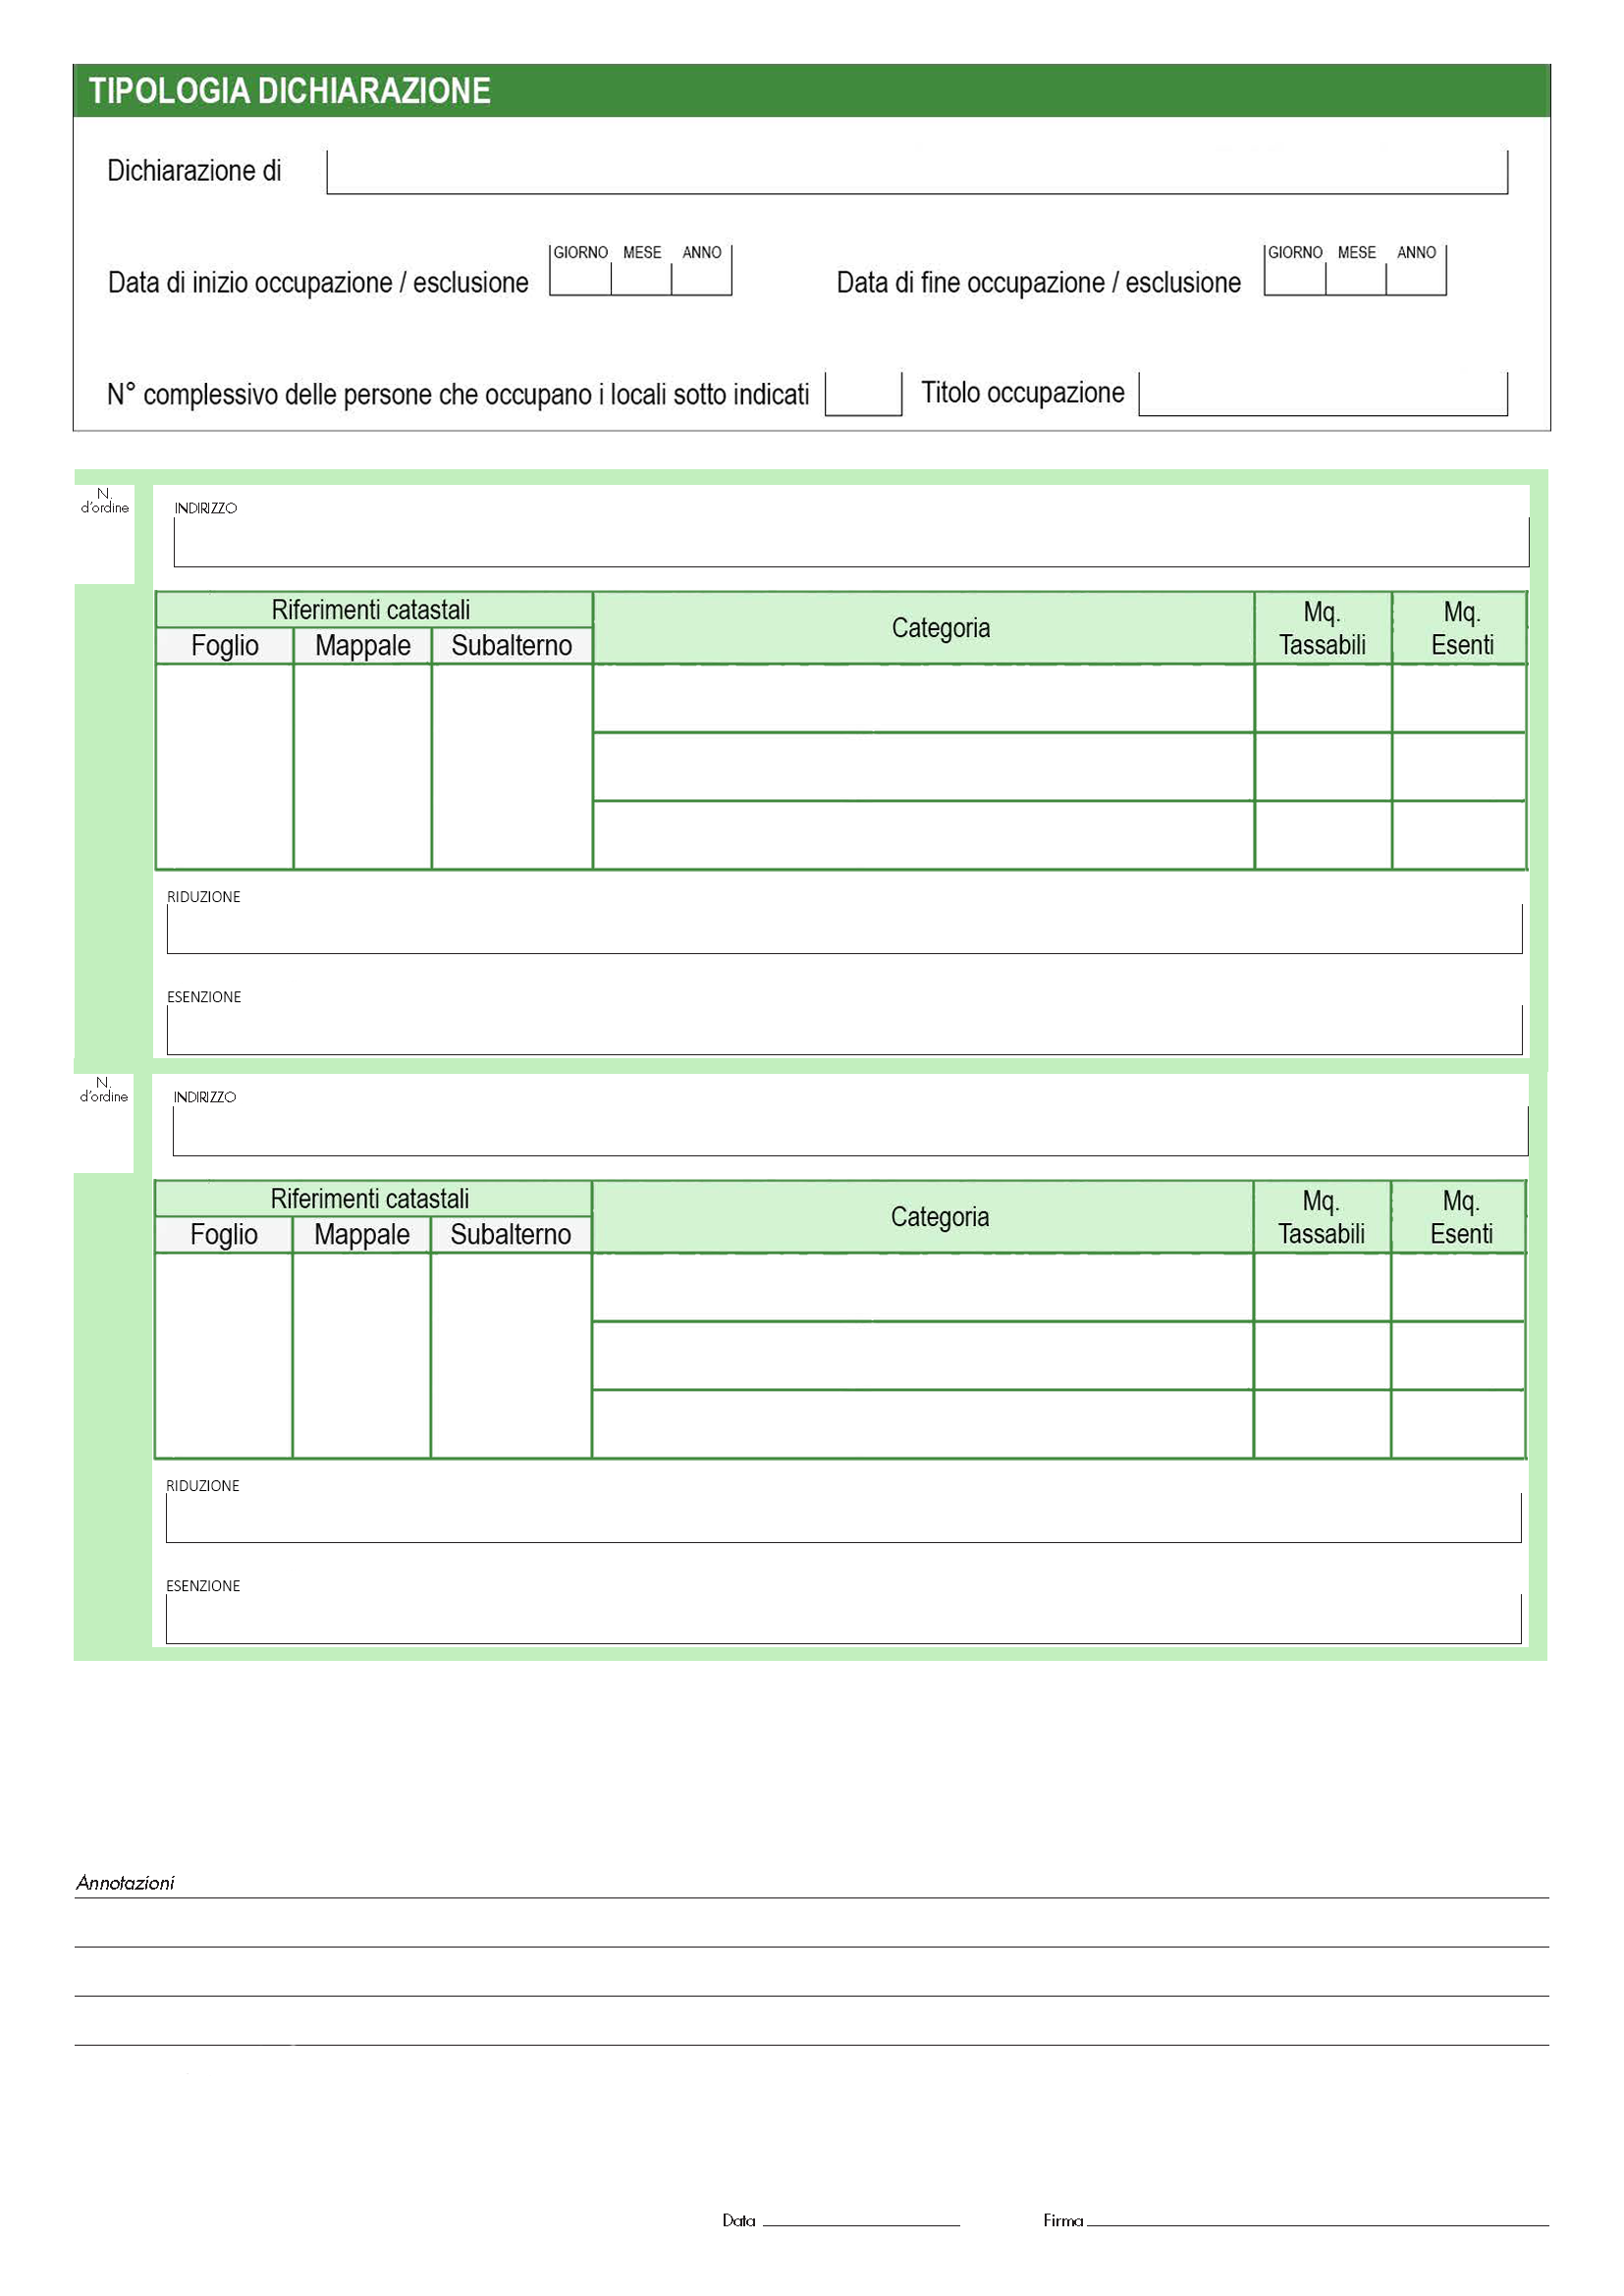 TIPOLOGIA DICHIARAZIONE
Dichiarazione di
GIORNO MESE ANNO
Data di inizio occupazione / esclusione
GIORNO MESE ANNO
Data di fine occupazione / esclusione
N° complessivo delle persone che occupano i locali sotto indicati
Titolo occupazione
N.
d'ordine
INDIRIZZO
Riferimenti catastali
Foglio Mappale Subalterno
Categoria
Mq.
Tassabili
Mq.
Esenti
RIDUZIONE
ESENZIONE
N.
d'ordine
INDIRIZZO
Riferimenti catastali
Foglio Mappale Subalterno
Categoria
Mq.
Tassabili
Mq.
Esenti
RIDUZIONE
ESENZIONE
Annotazioni
Data
Firma